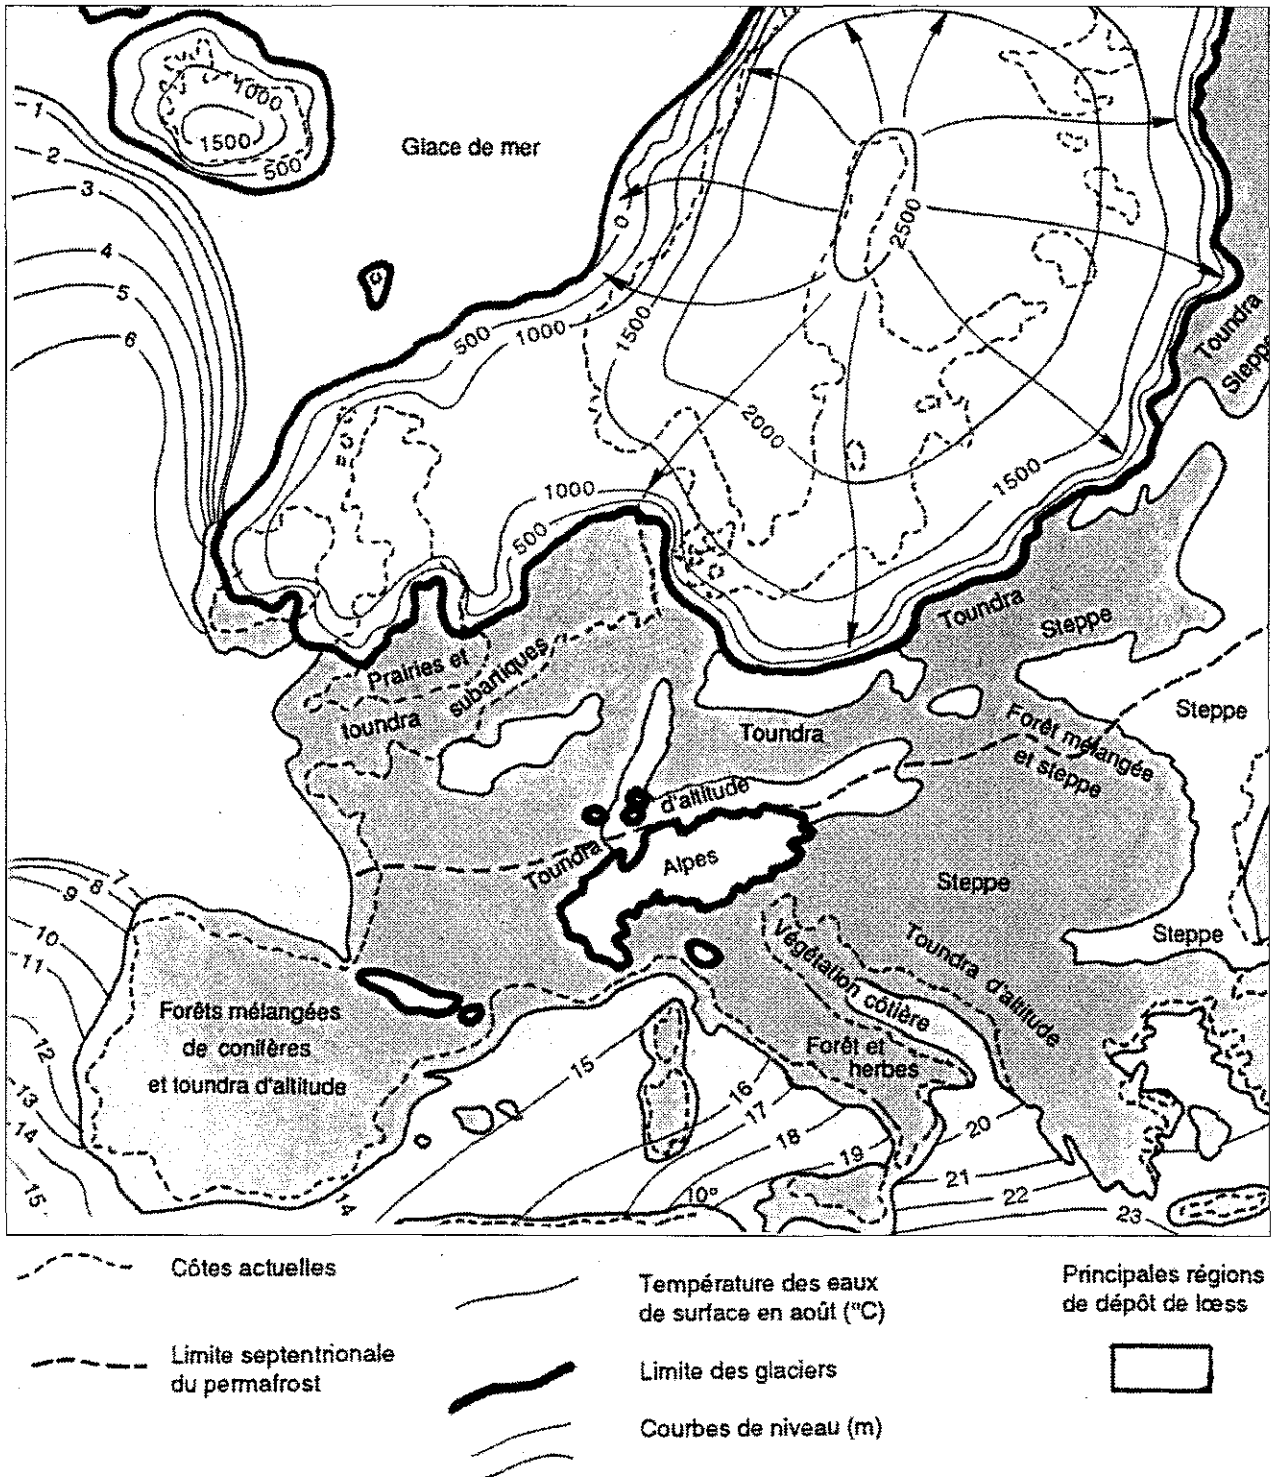 1000
1500
500
Glace de mer
1
2
3
4
5
6
0
2500
500
1000
1500
2000
1500
1000
500
Toundra
Steppe
Toundra
Steppe
Prairies et
toundra
subartiques
Toundra
Steppe
Forêt mélangée
et steppe
d'altitude
Toundra
Alpes
Steppe
Steppe
Toundra d'altitude
Végétation côtière
Forêt et
herbes
7
8
9
10
11
12
13
14
15
Forêts mélangées
de conifères
et toundra d'altitude
14
15
16
17
18
19
20
21
22
23
10°
Côtes actuelles
Limite septentrionale
du permafrost
Température des eaux
de surface en août (°C)
Limite des glaciers
Courbes de niveau (m)
Principales régions
de dépôt de lœss